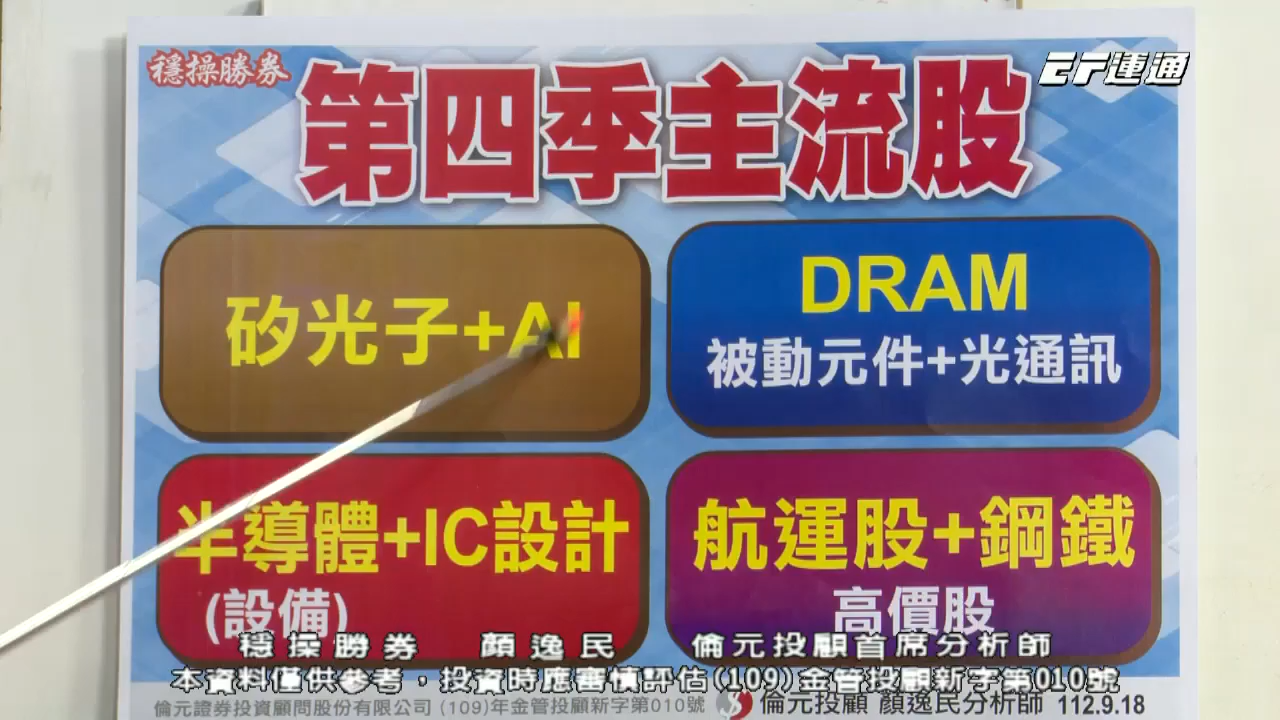 穩操勝券
EF運通
第四季主流股
矽光子+AI
DRAM
被動元件+光通訊
半導體+IC設計
(設備)
航運股+鋼鐵
高價股
穩操勝券 顏逸民 倫元投顧首席分析師
本資料僅供參考，投資時應審慎評估(109)金管投顧新字第010號
倫元證券投資顧問股份有限公司 (109)年金管投顧新字第010號
倫元投顧 顏逸民分析師 112.9.18